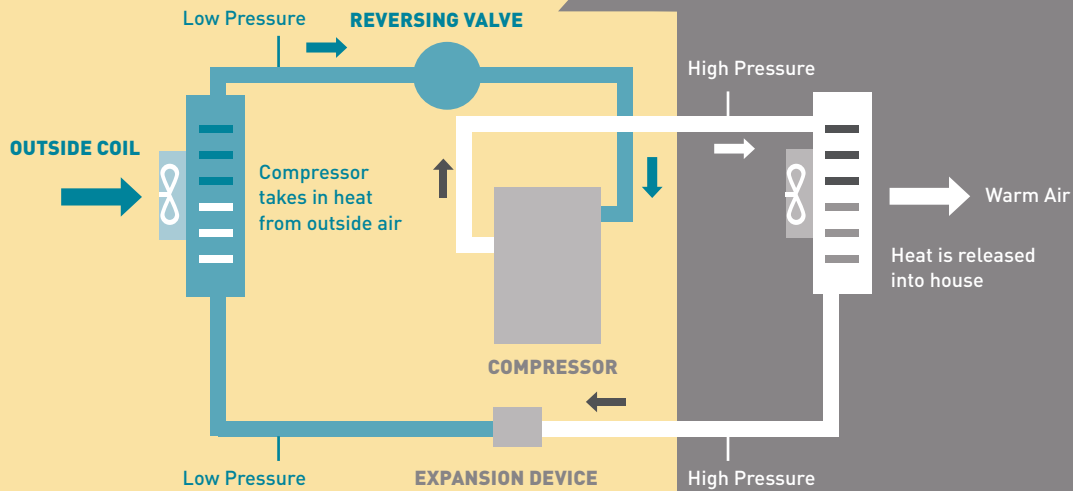 Low Pressure
REVERSING VALVE
High Pressure
OUTSIDE COIL
Compressor
takes in heat
from outside air
Warm Air
Heat is released
into house
COMPRESSOR
Low Pressure
EXPANSION DEVICE
High Pressure